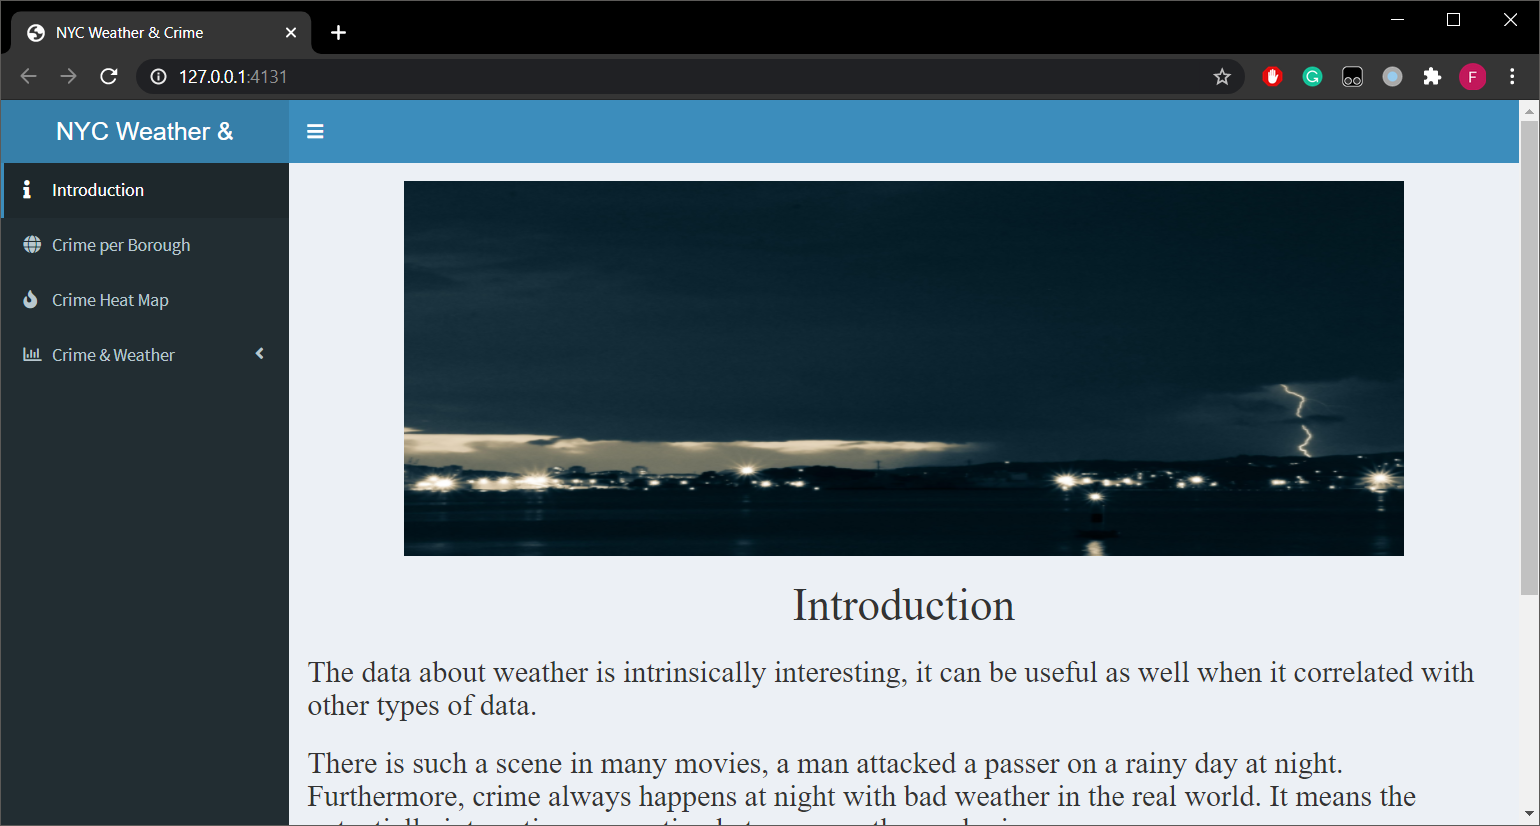 NYC Weather & Crime
127.0.0.1:4131
F
NYC Weather &
Introduction
Crime per Borough
Crime Heat Map
Crime & Weather
Introduction
The data about weather is intrinsically interesting, it can be useful as well when it correlated with
other types of data.
There is such a scene in many movies, a man attacked a passer on a rainy day at night.
Furthermore, crime always happens at night with bad weather in the real world. It means the